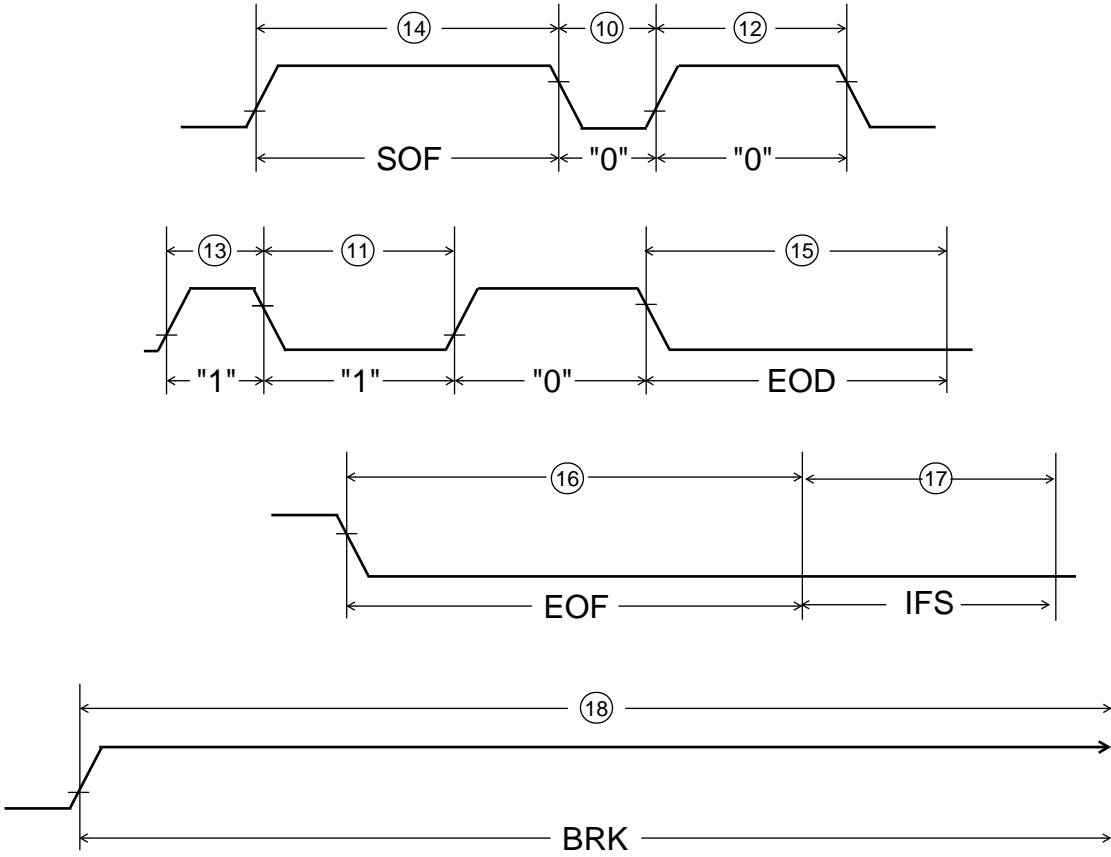 14 10 12
SOF "0" "0"
13 11 15
"1" "1" "0" EOD
16 17
EOF IFS
18
BRK